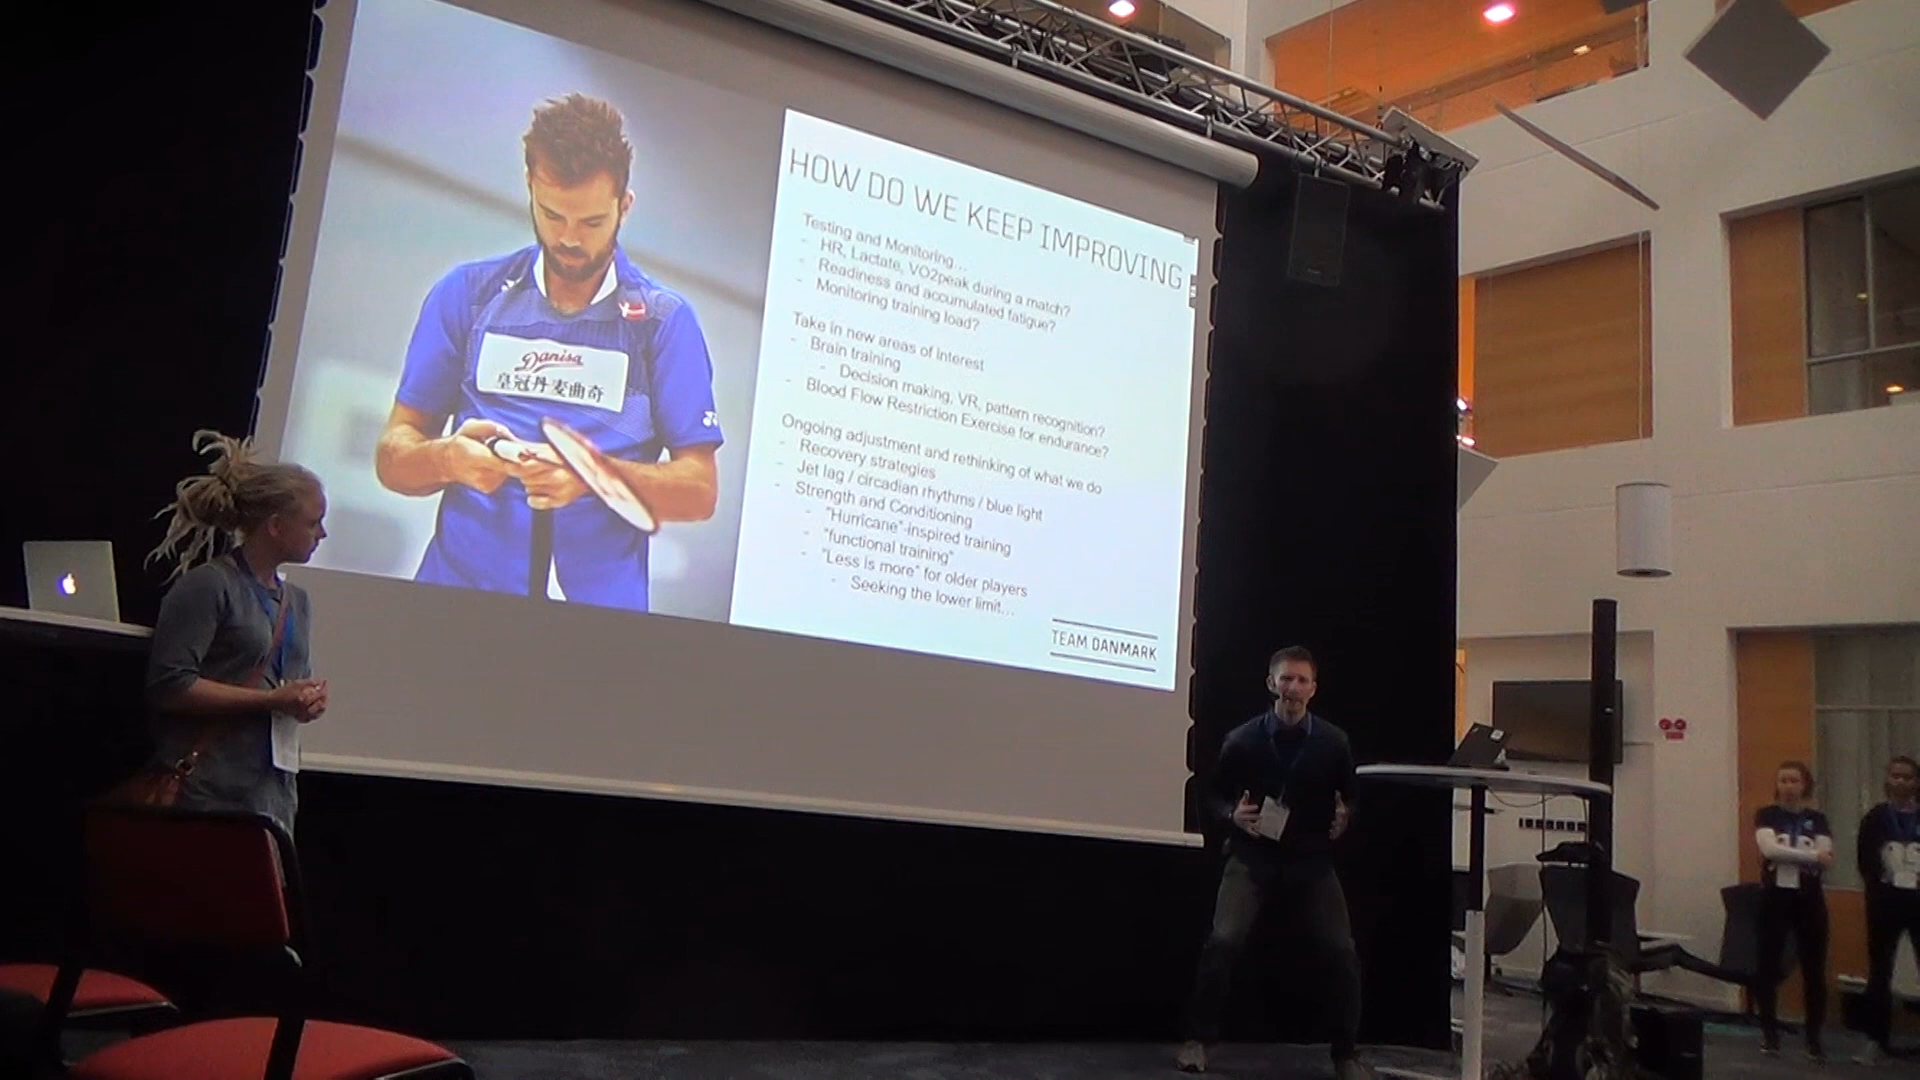 Danisa
皇冠丹麦曲奇
HOW DO WE KEEP IMPROVING
Testing and Monitoring...
- HR, Lactate, VO2peak during a match?
- Readiness and accumulated fatigue?
- Monitoring training load?
Take in new areas of interest
- Brain training
- Decision making, VR, pattern recognition?
- Blood Flow Restriction Exercise for endurance?
Ongoing adjustment and rethinking of what we do
- Recovery strategies
- Jet lag / circadian rhythms / blue light
- Strength and Conditioning
- "Hurricane"-inspired training
- "functional training"
- "Less is more" for older players
- Seeking the lower limit...
TEAM DANMARK